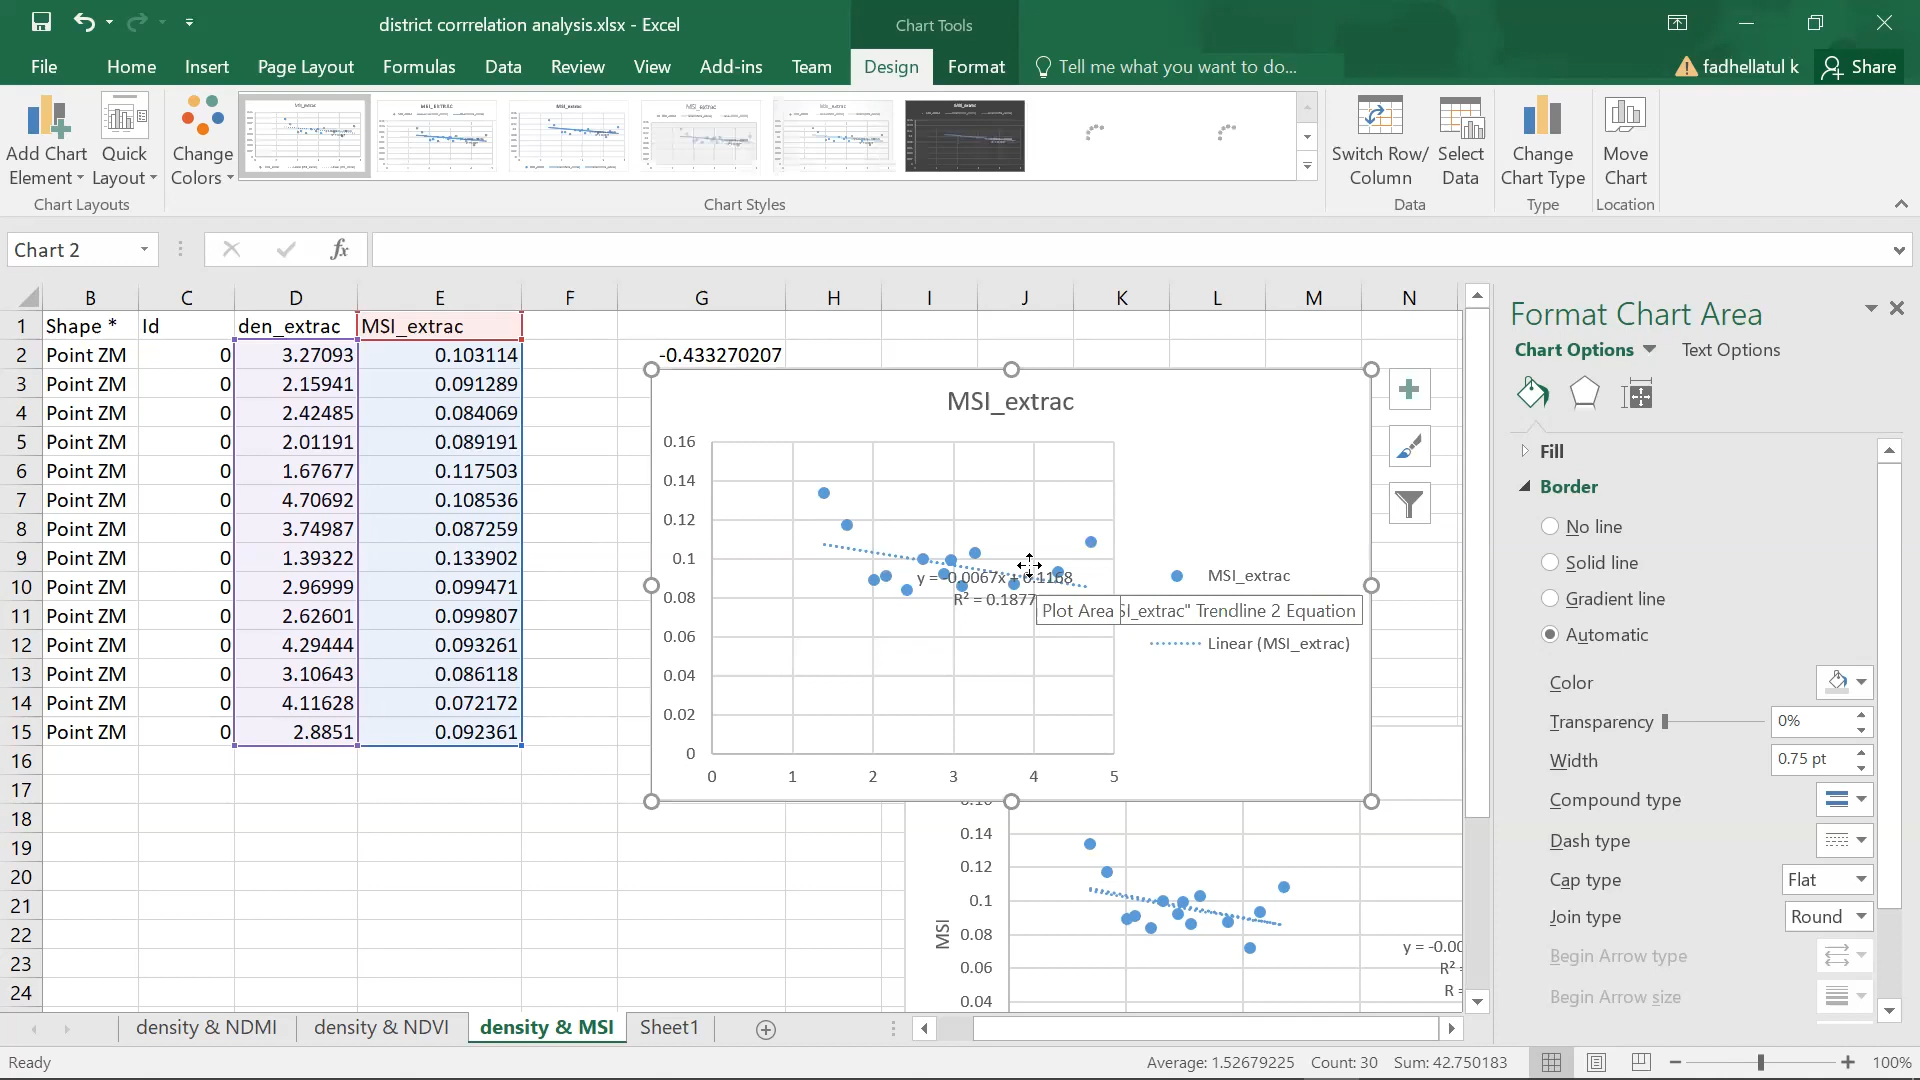 district corrrelation analysis.xlsx - Excel
Chart Tools
File Home Insert Page Layout Formulas Data Review View Add-ins Team Design Format Tell me what you want to do... fadhellatul k Share
Add Chart Element
Quick Layout
Change Colors
Switch Row/ Column
Select Data
Change Chart Type
Move Chart
Chart Layouts Chart Styles Data Type Location
Chart 2 fx
B C D E F G H I J K L M N
1 Shape * Id den_extrac MSI_extrac
2 Point ZM 0 3.27093 0.103114 -0.433270207
3 Point ZM 0 2.15941 0.091289
4 Point ZM 0 2.42485 0.084069
5 Point ZM 0 2.01191 0.089191
6 Point ZM 0 1.67677 0.117503
7 Point ZM 0 4.70692 0.108536
8 Point ZM 0 3.74987 0.087259
9 Point ZM 0 1.39322 0.133902
10 Point ZM 0 2.96999 0.099471
11 Point ZM 0 2.62601 0.099807
12 Point ZM 0 4.29444 0.093261
13 Point ZM 0 3.10643 0.086118
14 Point ZM 0 4.11628 0.072172
15 Point ZM 0 2.8851 0.092361
16
17
18
19
20
21
22
23
24
MSI_extrac
0.16
0.14
0.12
0.1
0.08
0.06
0.04
0.02
0
0 1 2 3 4 5
y = -0.0067x + 0.1168
R² = 0.1877
Plot Area
SI_extrac" Trendline 2 Equation
MSI_extrac
Linear (MSI_extrac)
0.16
0.14
0.12
0.1
0.08
0.06
0.04
MSI
y = -0.00
R² =
R =
Format Chart Area
Chart Options Text Options
Fill
Border
No line
Solid line
Gradient line
Automatic
Color
Transparency 0%
Width 0.75 pt
Compound type
Dash type
Cap type Flat
Join type Round
Begin Arrow type
Begin Arrow size
density & NDMI density & NDVI density & MSI Sheet1
Ready Average: 1.52679225 Count: 30 Sum: 42.750183 100%